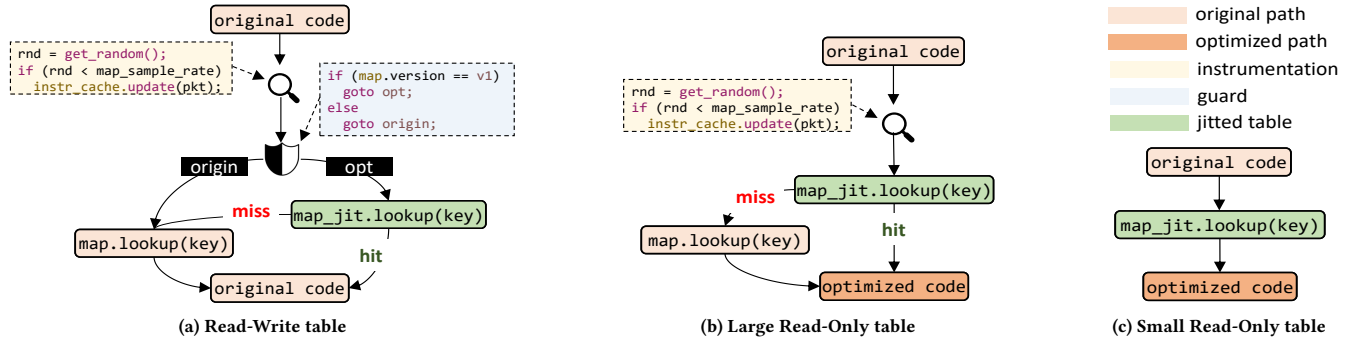 original code
rnd = get_random();
if (rnd < map_sample_rate)
instr_cache.update(pkt);
if (map.version == v1)
goto opt;
else
goto origin;
origin
opt
miss
map_jit.lookup(key)
map.lookup(key)
hit
original code
(a) Read-Write table
original code
rnd = get_random();
if (rnd < map_sample_rate)
instr_cache.update(pkt);
map_jit.lookup(key)
miss
map.lookup(key)
hit
optimized code
(b) Large Read-Only table
original path
optimized path
instrumentation
guard
jitted table
original code
map_jit.lookup(key)
optimized code
(c) Small Read-Only table